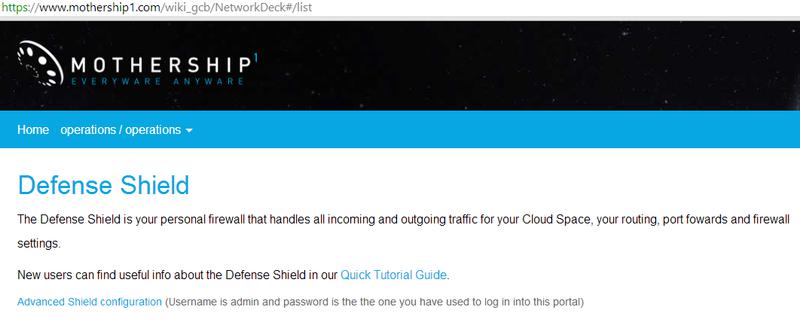 https://www.mothership1.com/wiki_gcb/NetworkDeck#/list
MOTHERSHIP1
EVERYWARE ANYWARE
Home operations / operations
Defense Shield
The Defense Shield is your personal firewall that handles all incoming and outgoing traffic for your Cloud Space, your routing, port fowards and firewall
settings.
New users can find useful info about the Defense Shield in our Quick Tutorial Guide.
Advanced Shield configuration (Username is admin and password is the the one you have used to log in into this portal)